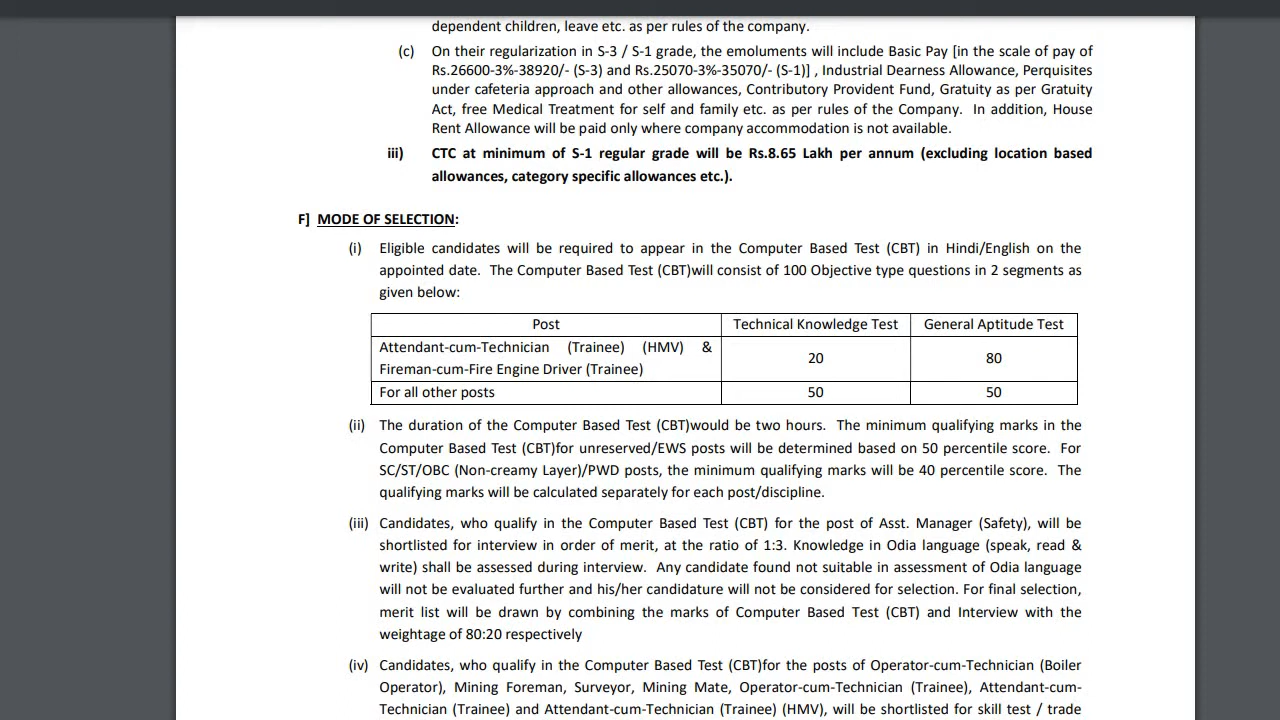 dependent children, leave etc. as per rules of the company.
(c) On their regularization in S-3 / S-1 grade, the emoluments will include Basic Pay [in the scale of pay of
Rs.26600-3%-38920/- (S-3) and Rs.25070-3%-35070/- (S-1)] , Industrial Dearness Allowance, Perquisites
under cafeteria approach and other allowances, Contributory Provident Fund, Gratuity as per Gratuity
Act, free Medical Treatment for self and family etc. as per rules of the Company. In addition, House
Rent Allowance will be paid only where company accommodation is not available.
iii) CTC at minimum of S-1 regular grade will be Rs.8.65 Lakh per annum (excluding location based
allowances, category specific allowances etc.).
F] MODE OF SELECTION:
(i) Eligible candidates will be required to appear in the Computer Based Test (CBT) in Hindi/English on the
appointed date. The Computer Based Test (CBT)will consist of 100 Objective type questions in 2 segments as
given below:
Post Technical Knowledge Test General Aptitude Test
Attendant-cum-Technician (Trainee) (HMV) &
Fireman-cum-Fire Engine Driver (Trainee) 20 80
For all other posts 50 50
(ii) The duration of the Computer Based Test (CBT)would be two hours. The minimum qualifying marks in the
Computer Based Test (CBT)for unreserved/EWS posts will be determined based on 50 percentile score. For
SC/ST/OBC (Non-creamy Layer)/PWD posts, the minimum qualifying marks will be 40 percentile score. The
qualifying marks will be calculated separately for each post/discipline.
(iii) Candidates, who qualify in the Computer Based Test (CBT) for the post of Asst. Manager (Safety), will be
shortlisted for interview in order of merit, at the ratio of 1:3. Knowledge in Odia language (speak, read &
write) shall be assessed during interview. Any candidate found not suitable in assessment of Odia language
will not be evaluated further and his/her candidature will not be considered for selection. For final selection,
merit list will be drawn by combining the marks of Computer Based Test (CBT) and Interview with the
weightage of 80:20 respectively
(iv) Candidates, who qualify in the Computer Based Test (CBT)for the posts of Operator-cum-Technician (Boiler
Operator), Mining Foreman, Surveyor, Mining Mate, Operator-cum-Technician (Trainee), Attendant-cum-
Technician (Trainee) and Attendant-cum-Technician (Trainee) (HMV), will be shortlisted for skill test / trade